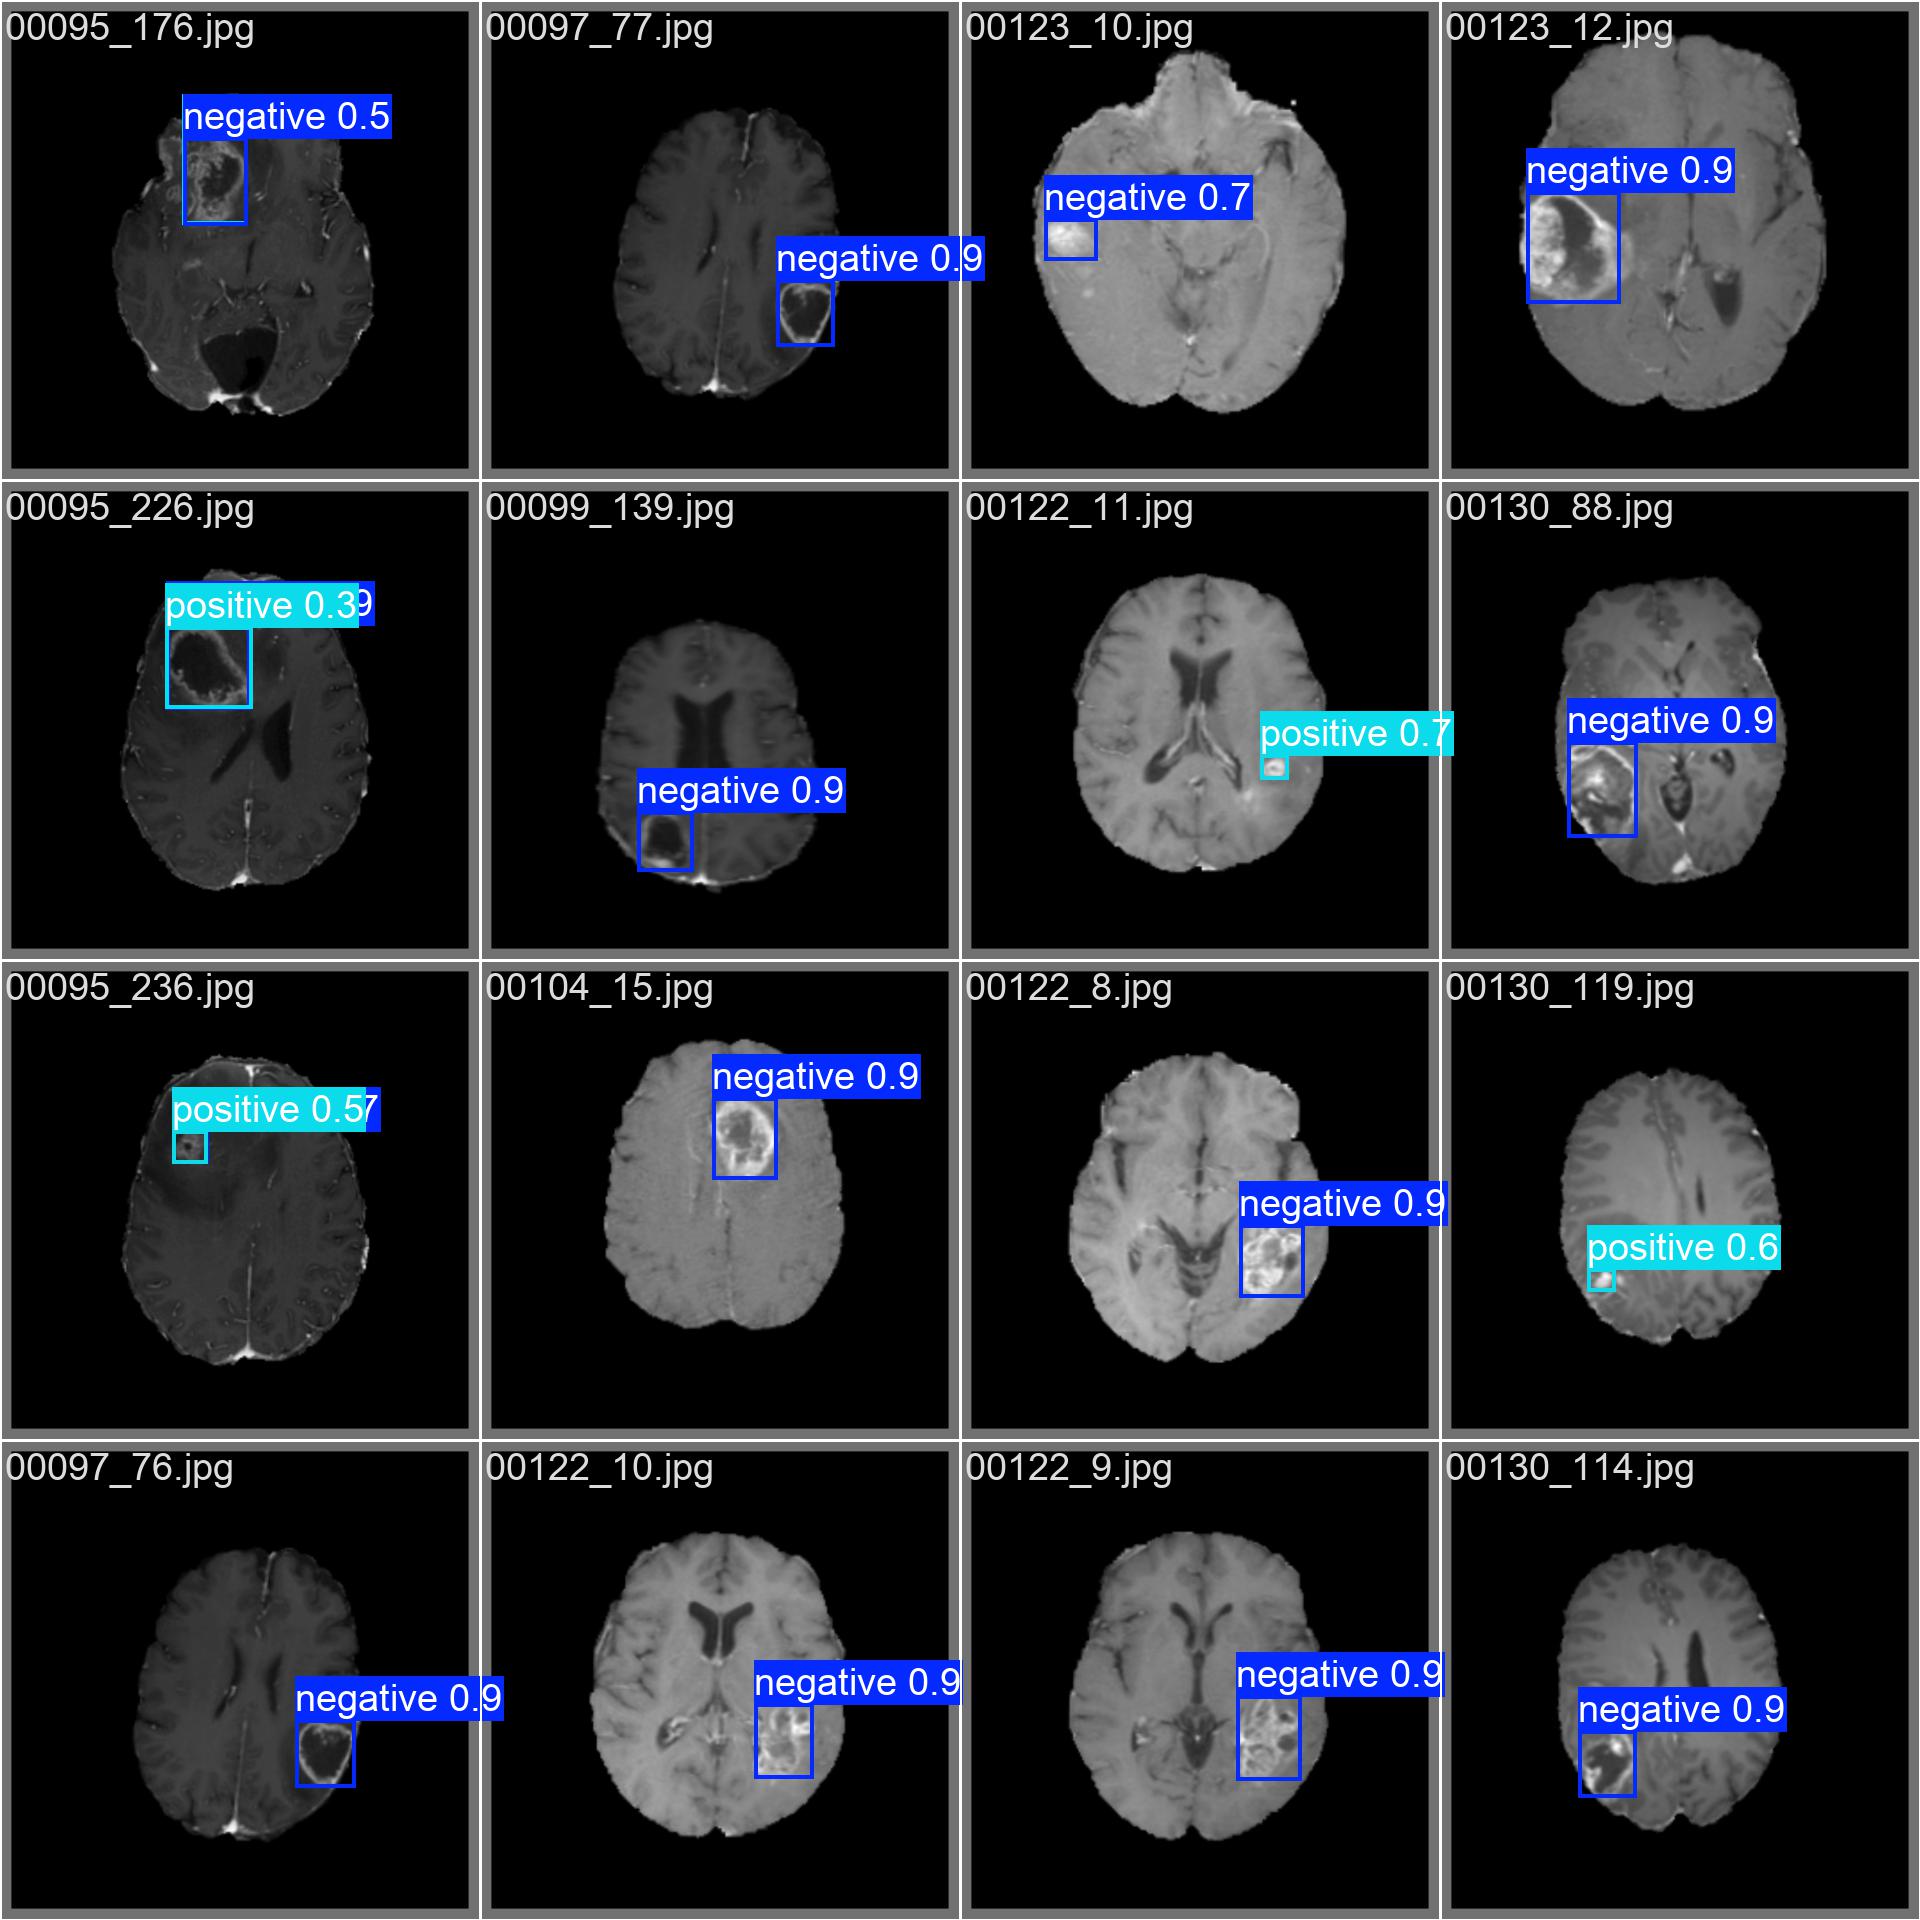 00095_176.jpg
negative 0.5
00097_77.jpg
negative 0.9
00123_10.jpg
negative 0.7
00123_12.jpg
negative 0.9
00095_226.jpg
positive 0.3
9
00099_139.jpg
negative 0.9
00122_11.jpg
positive 0.7
00130_88.jpg
negative 0.9
00095_236.jpg
positive 0.5
7
00104_15.jpg
negative 0.9
00122_8.jpg
negative 0.9
00130_119.jpg
positive 0.6
00097_76.jpg
negative 0.9
00122_10.jpg
negative 0.9
00122_9.jpg
negative 0.9
00130_114.jpg
negative 0.9